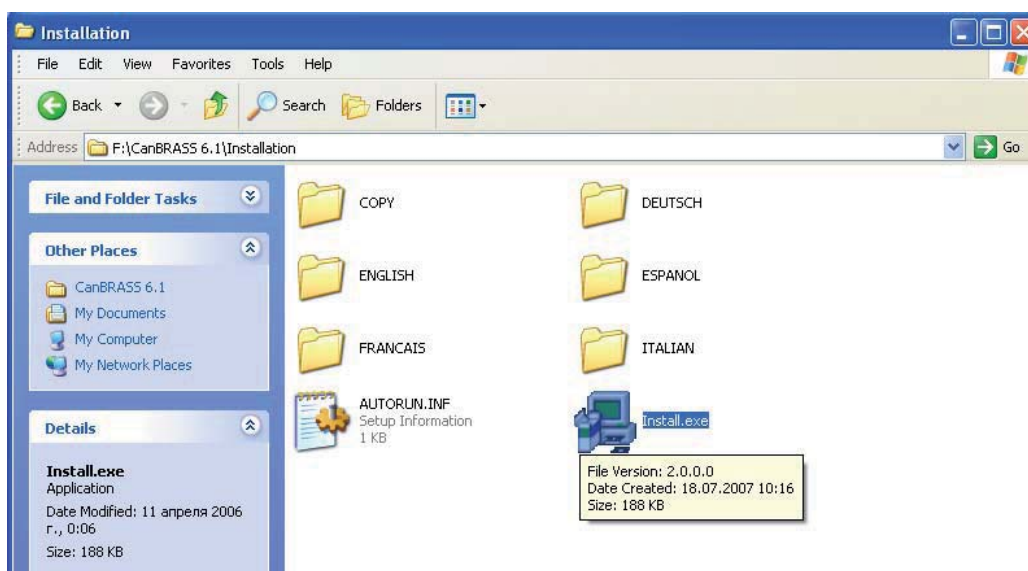 Installation
File Edit View Favorites Tools Help
Back Search Folders
Address F:\CanBRASS 6.1\Installation Go
File and Folder Tasks
Other Places
CanBRASS 6.1
My Documents
My Computer
My Network Places
Details
Install.exe
Application
Date Modified: 11 апреля 2006
г., 0:06
Size: 188 KB
COPY
DEUTSCH
ENGLISH
ESPANOL
FRANCAIS
ITALIAN
AUTORUN.INF
Setup Information
1 KB
Install.exe
File Version: 2.0.0.0
Date Created: 18.07.2007 10:16
Size: 188 KB